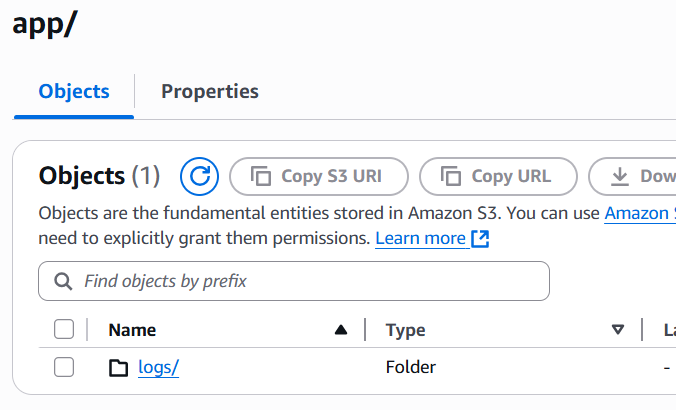 app/
Objects Properties
Objects (1) Copy S3 URI Copy URL
Objects are the fundamental entities stored in Amazon S3. You can use Amazon
need to explicitly grant them permissions. Learn more
Find objects by prefix
Name Type
logs/ Folder -